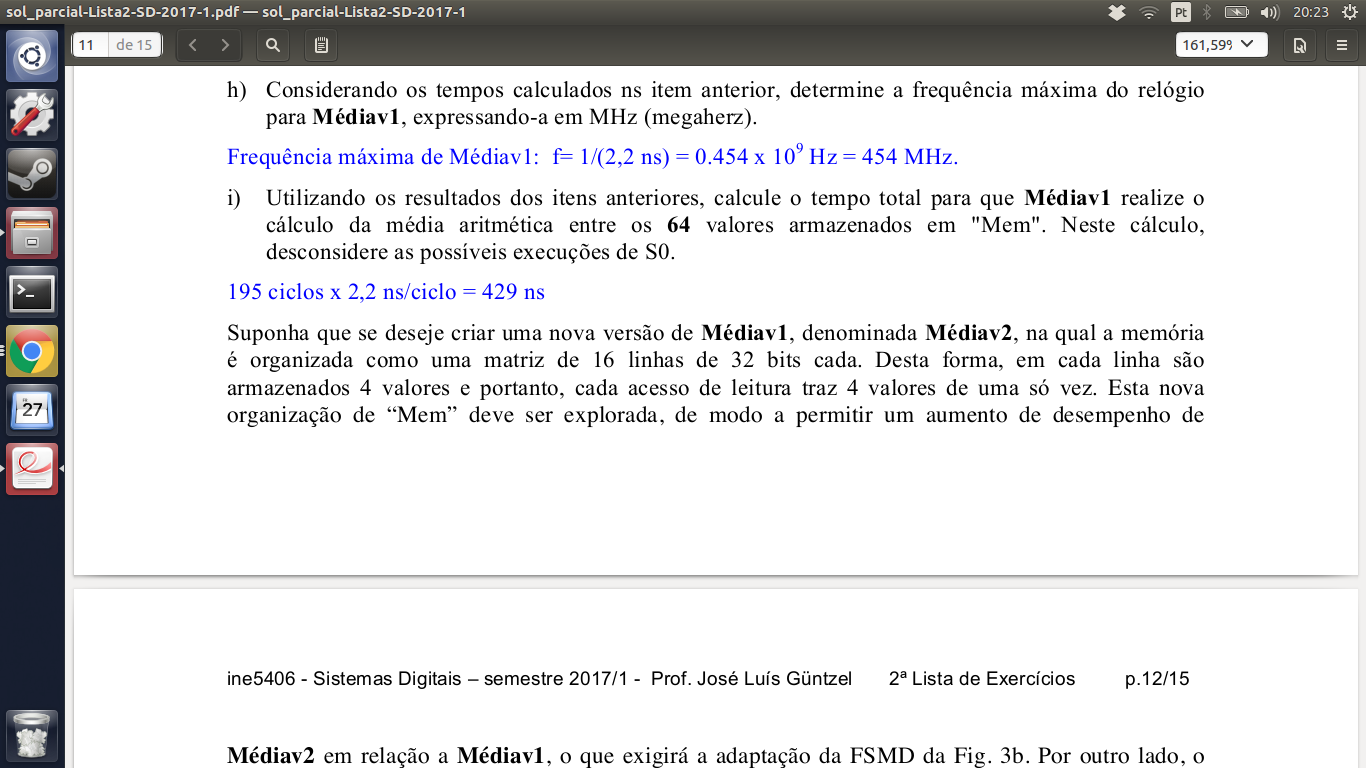 sol_parcial-Lista2-SD-2017-1.pdf — sol_parcial-Lista2-SD-2017-1
Pt
20:23
11 de 15
161,59%
h) Considerando os tempos calculados ns item anterior, determine a frequência máxima do relógio
para Médiav1, expressando-a em MHz (megaherz).
Frequência máxima de Médiav1: f= 1/(2,2 ns) = 0.454 x 10⁹ Hz = 454 MHz.
i) Utilizando os resultados dos itens anteriores, calcule o tempo total para que Médiav1 realize o
cálculo da média aritmética entre os 64 valores armazenados em "Mem". Neste cálculo,
desconsidere as possíveis execuções de S0.
195 ciclos x 2,2 ns/ciclo = 429 ns
Suponha que se deseje criar uma nova versão de Médiav1, denominada Médiav2, na qual a memória
é organizada como uma matriz de 16 linhas de 32 bits cada. Desta forma, em cada linha são
armazenados 4 valores e portanto, cada acesso de leitura traz 4 valores de uma só vez. Esta nova
organização de “Mem” deve ser explorada, de modo a permitir um aumento de desempenho de
27
ine5406 - Sistemas Digitais – semestre 2017/1 - Prof. José Luís Güntzel 2ª Lista de Exercícios p.12/15
Médiav2 em relação a Médiav1, o que exigirá a adaptação da FSMD da Fig. 3b. Por outro lado, o